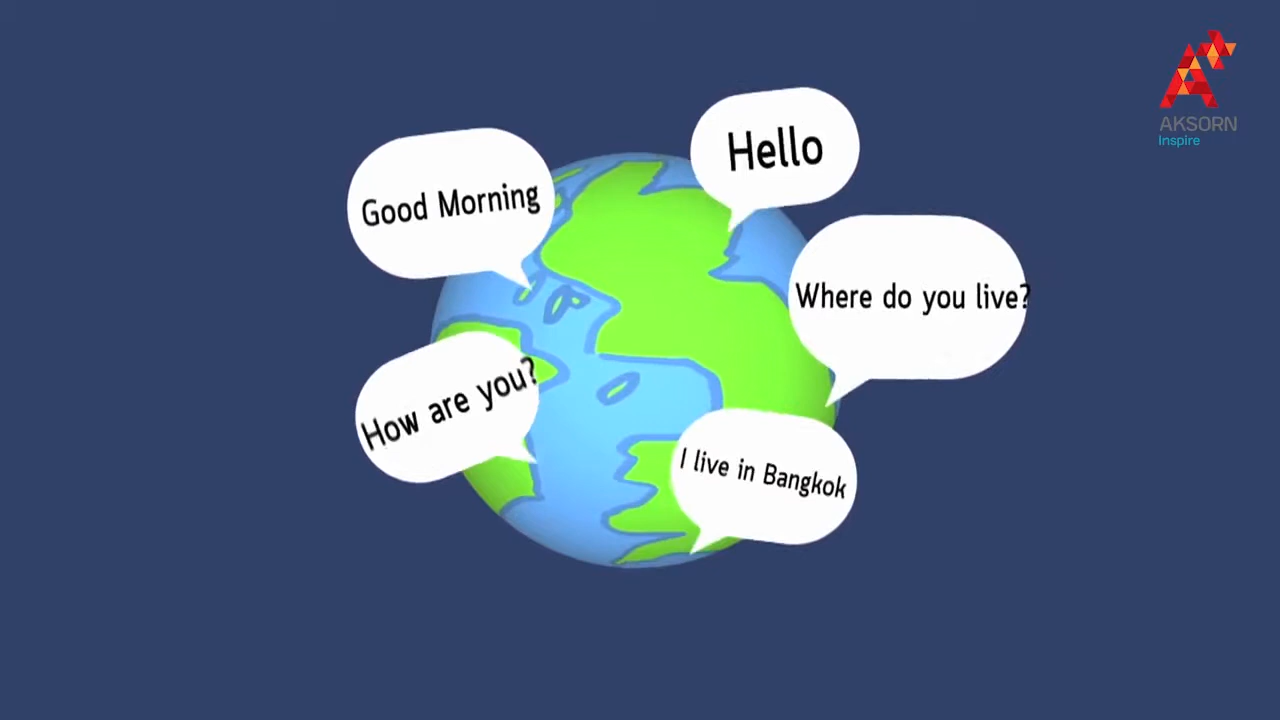 Hello
Good Morning
Where do you live?
How are you?
I live in Bangkok
AKSORN
Inspire